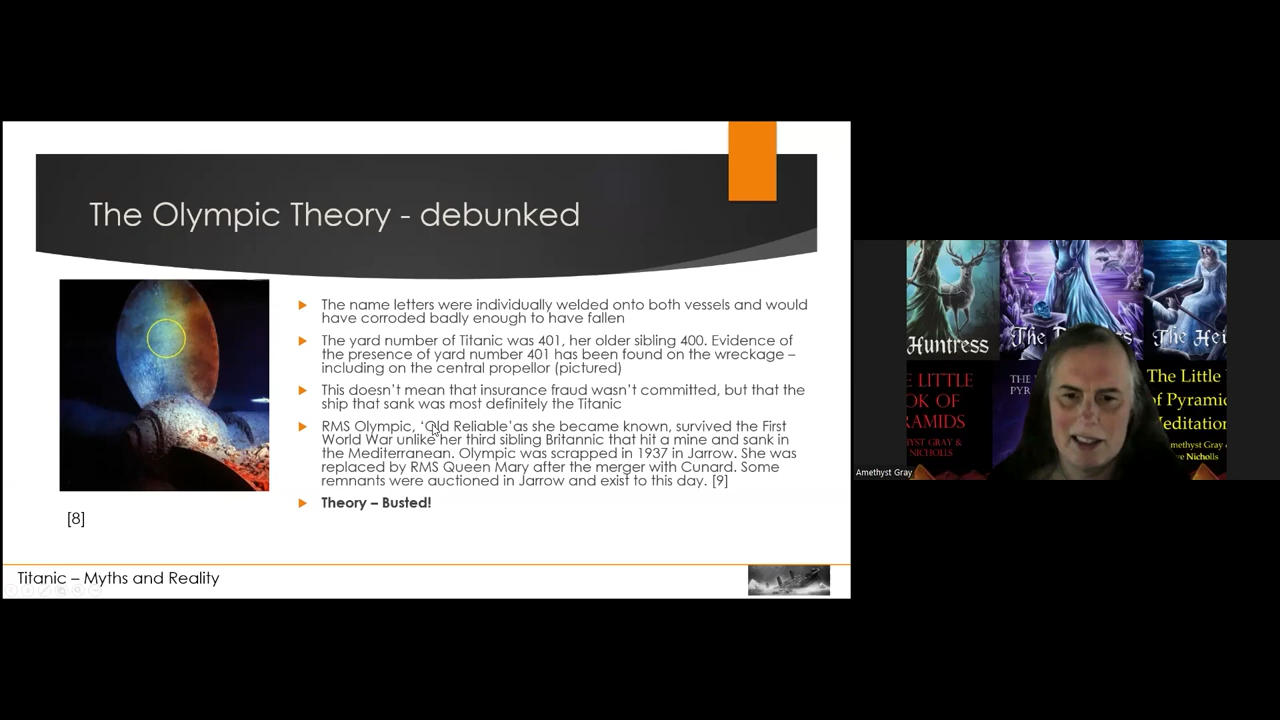 The Olympic Theory - debunked
The name letters were individually welded onto both vessels and would
have corroded badly enough to have fallen
The yard number of Titanic was 401, her older sibling 400. Evidence of
the presence of yard number 401 has been found on the wreckage –
including on the central propellor (pictured)
This doesn't mean that insurance fraud wasn't committed, but that the
ship that sank was most definitely the Titanic
RMS Olympic, 'Old Reliable'as she became known, survived the First
World War unlike her third sibling Britannic that hit a mine and sank in
the Mediterranean. Olympic was scrapped in 1937 in Jarrow. She was
replaced by RMS Queen Mary after the merger with Cunard. Some
remnants were auctioned in Jarrow and exist to this day. [9]
Theory – Busted!
[8]
Titanic – Myths and Reality
Huntress
The
The Hei
LITTLE
OF
THE
The Little
of Pyramic
GRAY &
NICHOLLS
Amethyst Gray &
Nicholls
Amethyst Gray